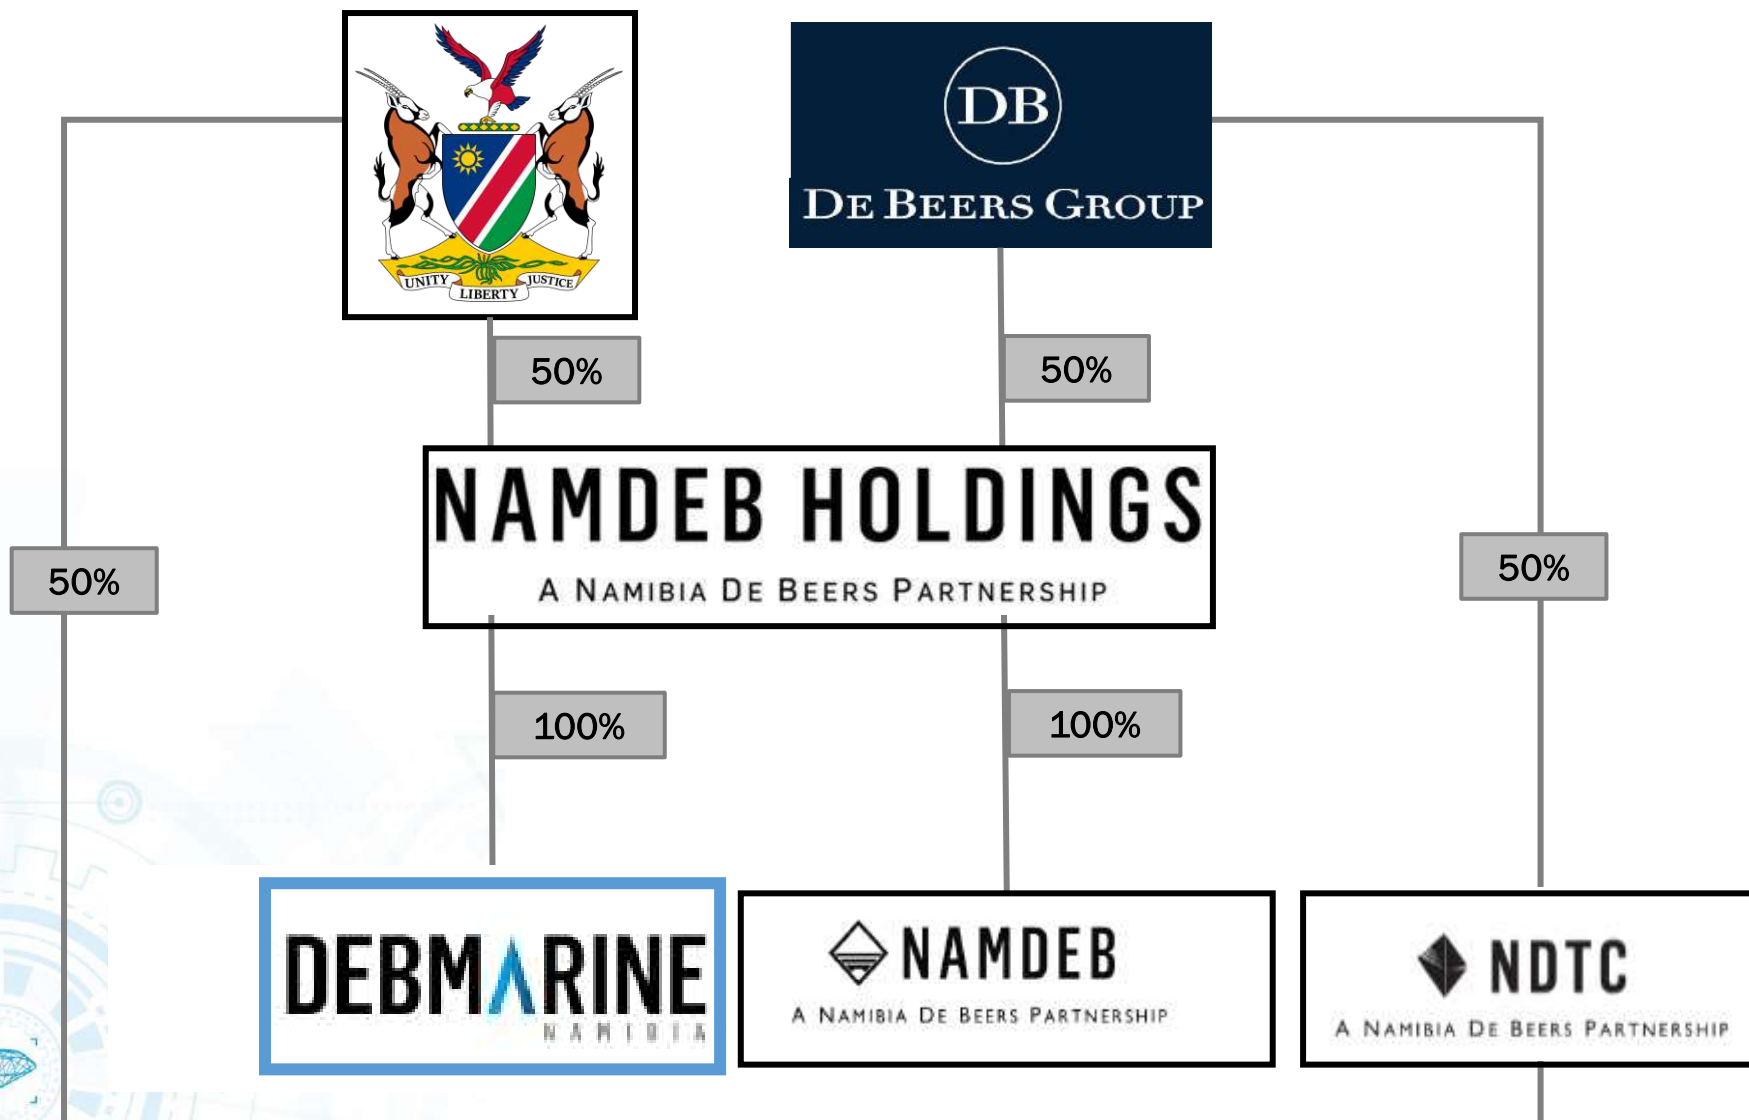 UNITY
LIBERTY
JUSTICE
DB
DE BEERS GROUP
50%
50%
NAMDEB HOLDINGS
A NAMIBIA DE BEERS PARTNERSHIP
50%
50%
100%
100%
DEBMARINE
NAMIBIA
NAMDEB
A NAMIBIA DE BEERS PARTNERSHIP
NDTC
A NAMIBIA DE BEERS PARTNERSHIP